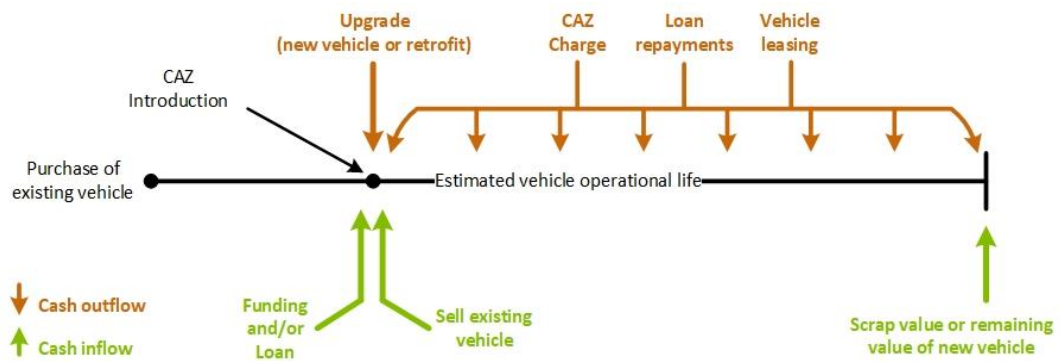 Upgrade
(new vehicle or retrofit)
CAZ
Charge
Loan
repayments
Vehicle
leasing
CAZ
Introduction
Purchase of
existing vehicle
Estimated vehicle operational life
Cash outflow
Cash inflow
Funding
and/or
Loan
Sell existing
vehicle
Scrap value or remaining
value of new vehicle